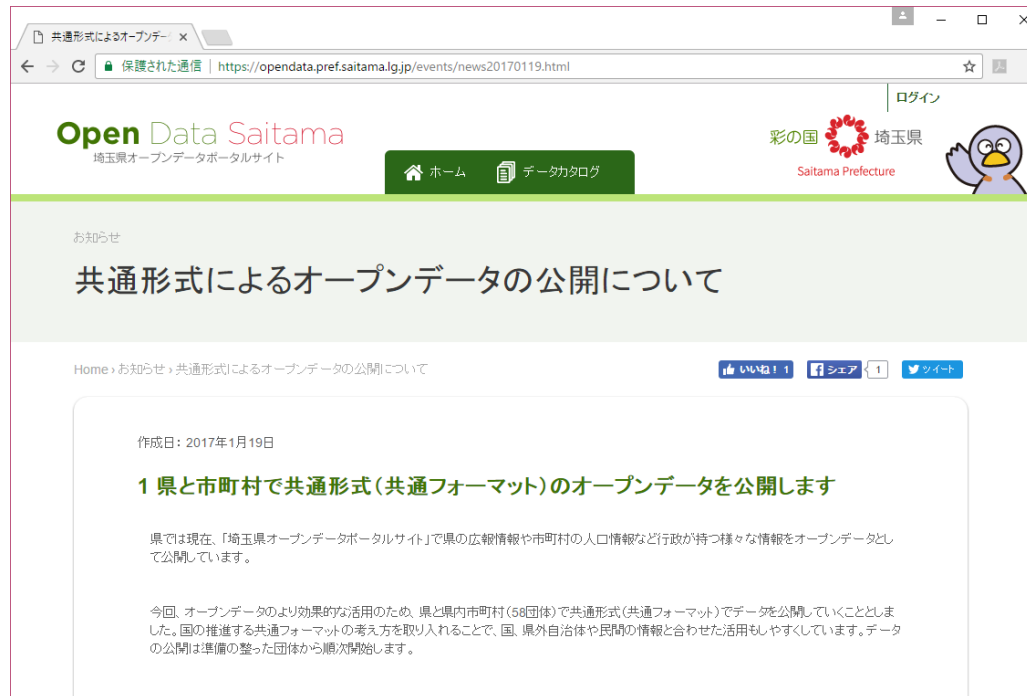 共通形式によるオープンデー
保護された通信 | https://opendata.pref.saitama.lg.jp/events/news20170119.html
ログイン
Open Data Saitama
埼玉県オープンデータポータルサイト
ホーム
データカタログ
彩の国 埼玉県
Saitama Prefecture
お知らせ
共通形式によるオープンデータの公開について
Home › お知らせ › 共通形式によるオープンデータの公開について
いいね! 1
シェア 1
ツイート
作成日: 2017年1月19日
1 県と市町村で共通形式(共通フォーマット)のオープンデータを公開します
県では現在、「埼玉県オープンデータポータルサイト」で県の広報情報や市町村の人口情報など行政が持つ様々な情報をオープンデータとし
て公開しています。
今回、オープンデータのより効果的な活用のため、県と県内市町村(58団体)で共通形式(共通フォーマット)でデータを公開していくこととしま
した。国の推進する共通フォーマットの考え方を取り入れることで、国、県外自治体や民間の情報と合わせた活用もしやすくしています。データ
の公開は準備の整った団体から順次開始します。